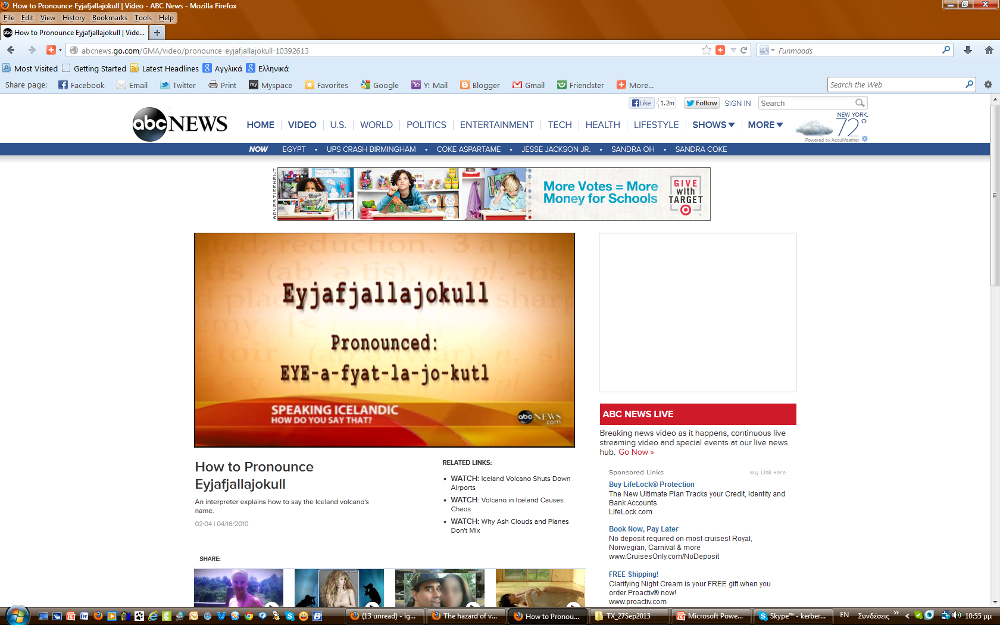 How to Pronounce Eyjafjallajokull | Video - ABC News - Mozilla Firefox
File Edit View History Bookmarks Tools Help
abc How to Pronounce Eyjafjallajokull | Vide... +
abcnews.go.com/GMA/video/pronounce-eyjafjallajokull-10392613 Funmoods
Most Visited Getting Started Latest Headlines Αγγλικά Ελληνικά
Share page: Facebook Email Twitter Print Myspace Favorites Google Y! Mail Blogger Gmail Friendster More... Search the Web
Like 1.2m Follow SIGN IN Search
abc NEWS HOME VIDEO U.S. WORLD POLITICS ENTERTAINMENT TECH HEALTH LIFESTYLE SHOWS MORE
NEW YORK,
72°
Powered by AccuWeather
NOW EGYPT • UPS CRASH BIRMINGHAM • COKE ASPARTAME • JESSE JACKSON JR. • SANDRA OH • SANDRA COKE
ADVERTISEMENT
More Votes = More
Money for Schools
GIVE
with
TARGET
Eyjafjallajokull
Pronounced:
EYE-a-fyat-la-jo-kutl
SPEAKING ICELANDIC
HOW DO YOU SAY THAT?
abc NEWS
.com
How to Pronounce
Eyjafjallajokull
An interpreter explains how to say the Iceland volcano's
name.
02:04 | 04/16/2010
RELATED LINKS:
• WATCH: Iceland Volcano Shuts Down
Airports
• WATCH: Volcano in Iceland Causes
Chaos
• WATCH: Why Ash Clouds and Planes
Don't Mix
SHARE:
ABC NEWS LIVE
Breaking news video as it happens, continuous live
streaming video and special events at our live news
hub. Go Now »
Sponsored Links Buy Link Here
Buy LifeLock® Protection
The New Ultimate Plan Tracks your Credit, Identity and
Bank Accounts
LifeLock.com
Book Now, Pay Later
No deposit required on most cruises! Royal,
Norwegian, Carnival & more
www.CruisesOnly.com/NoDeposit
FREE Shipping!
Clarifying Night Cream is your FREE gift when you
order Proactiv® now!
www.proactiv.com
(13 unread) - ig... The hazard of v... How to Pronou... TX_27Sep2013 Microsoft Powe... Skype™ - kerber... EN Συνδέσεις » 10:55 μμ